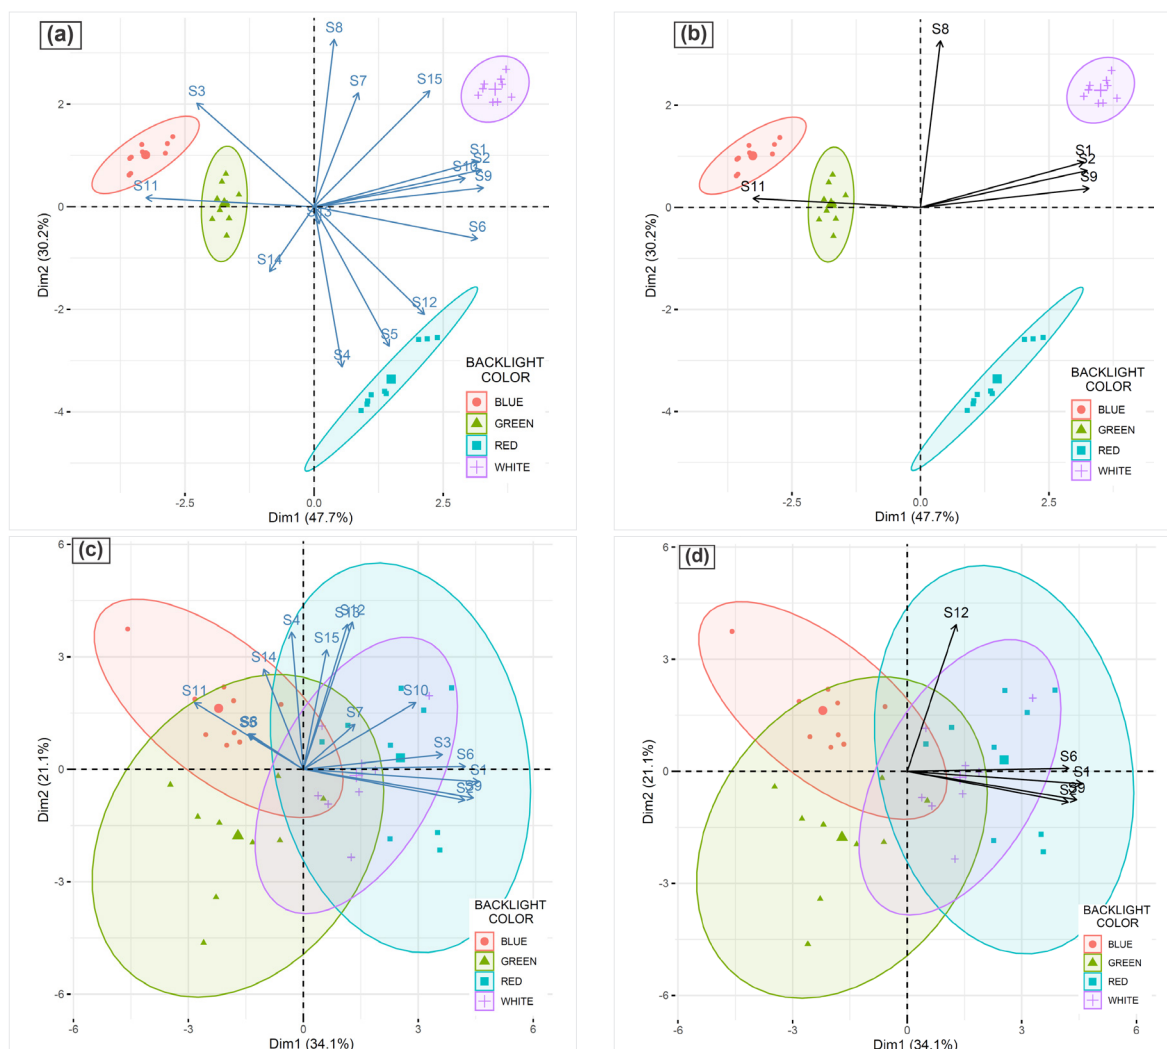 (a)
S8
S7
S15
S3
S1
S2
S10
S9
S11
S6
S14
S12
S5
S4
2
0
-2
-4
Dim2 (30.2%)
-2.5
0.0
2.5
Dim1 (47.7%)
BACKLIGHT
COLOR
BLUE
GREEN
RED
WHITE
(b)
S8
S1
S2
S9
S11
2
0
-2
-4
Dim2 (30.2%)
-2.5
0.0
2.5
Dim1 (47.7%)
BACKLIGHT
COLOR
BLUE
GREEN
RED
WHITE
(c)
6
3
0
-3
-6
Dim2 (21.1%)
S4
S12
S15
S14
S11
S10
S7
S3
S6
S1
-6
-3
0
3
6
Dim1 (34.1%)
BACKLIGHT
COLOR
BLUE
GREEN
RED
WHITE
(d)
6
3
0
-3
-6
Dim2 (21.1%)
S12
S6
S1
-6
-3
0
3
6
Dim1 (34.1%)
BACKLIGHT
COLOR
BLUE
GREEN
RED
WHITE